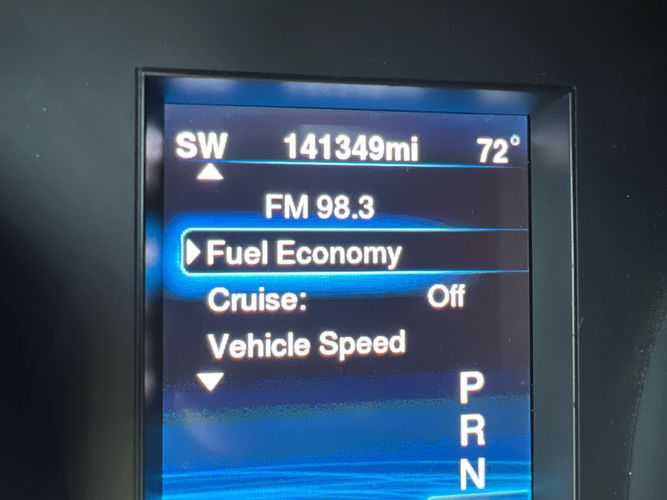 SW 141349mi 72°
FM 98.3
Fuel Economy
Cruise: Off
Vehicle Speed
P
R
N